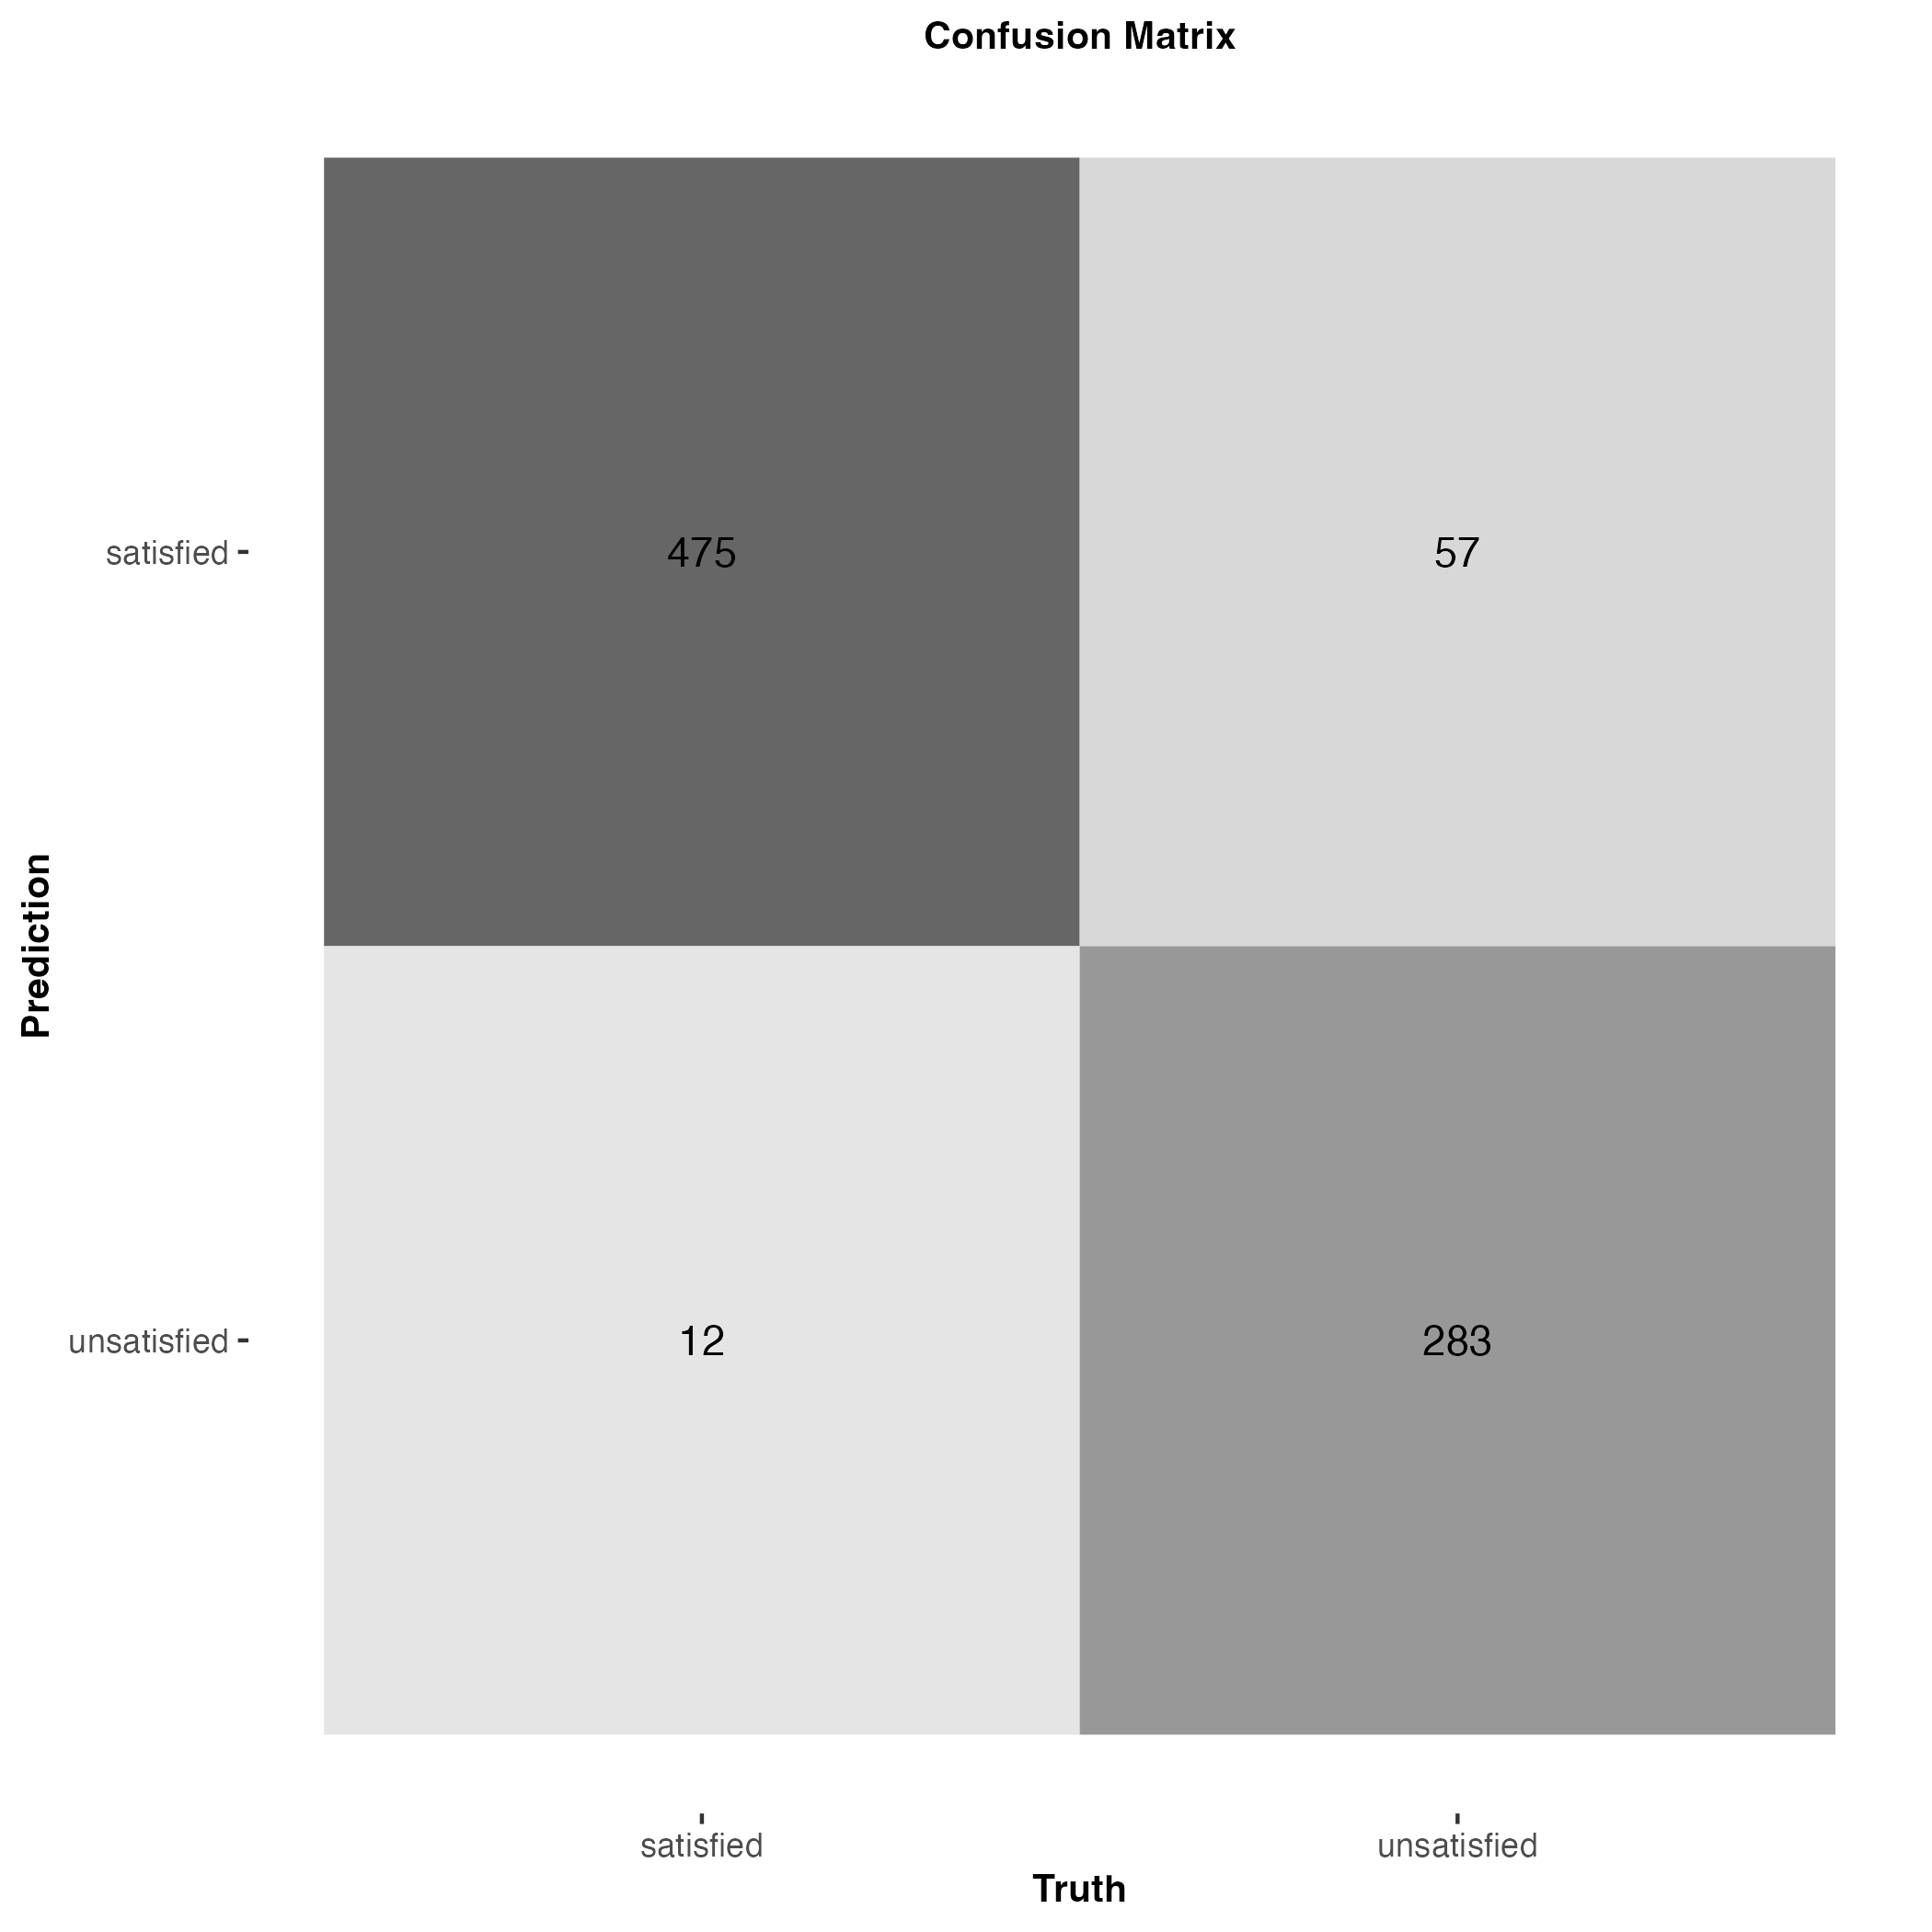 Confusion Matrix
Prediction
satisfied
475
57
unsatisfied
12
283
satisfied
unsatisfied
Truth